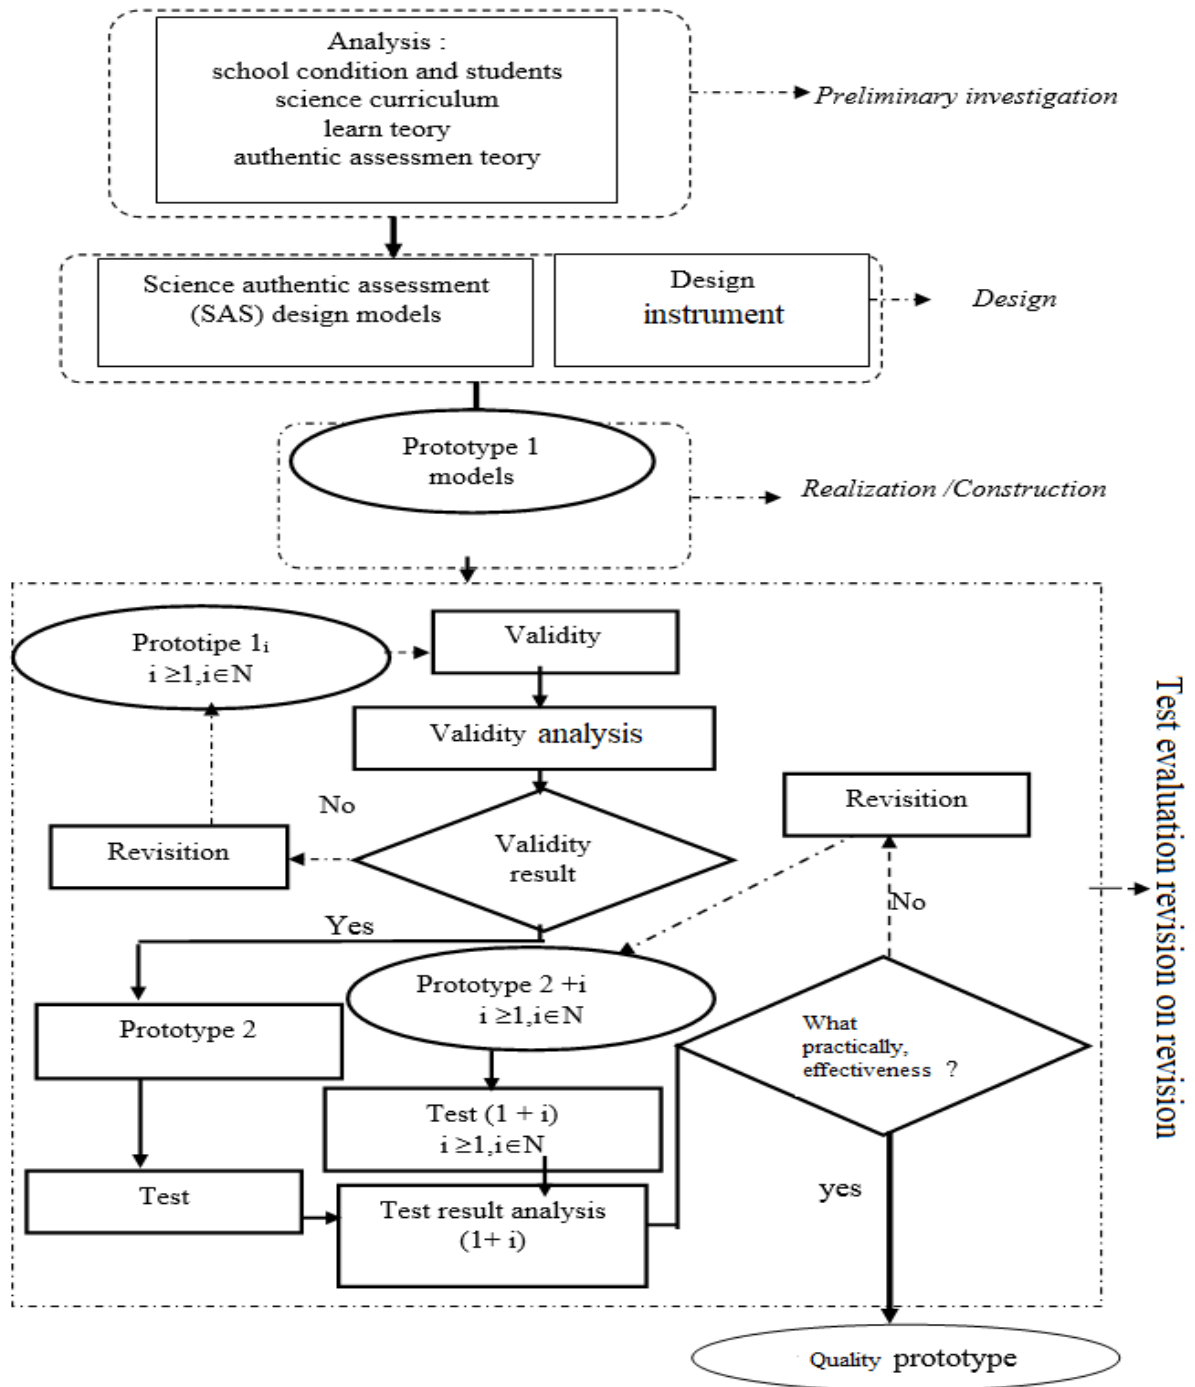 Analysis :
school condition and students
science curriculum
learn teory
authentic assessmen teory
Preliminary investigation
Science authentic assessment
(SAS) design models
Design
instrument
Design
Prototype 1
models
Realization /Construction
Prototipe 1i
i ≥1,i∈N
Validity
Validity analysis
No
Revisition
Validity
result
Revisition
No
Yes
Prototype 2
Prototype 2 +i
i ≥1,i∈N
What
practically,
effectiveness ?
Test (1 + i)
i ≥1,i∈N
Test
Test result analysis
(1+ i)
yes
Quality prototype
Test evaluation revision on revision